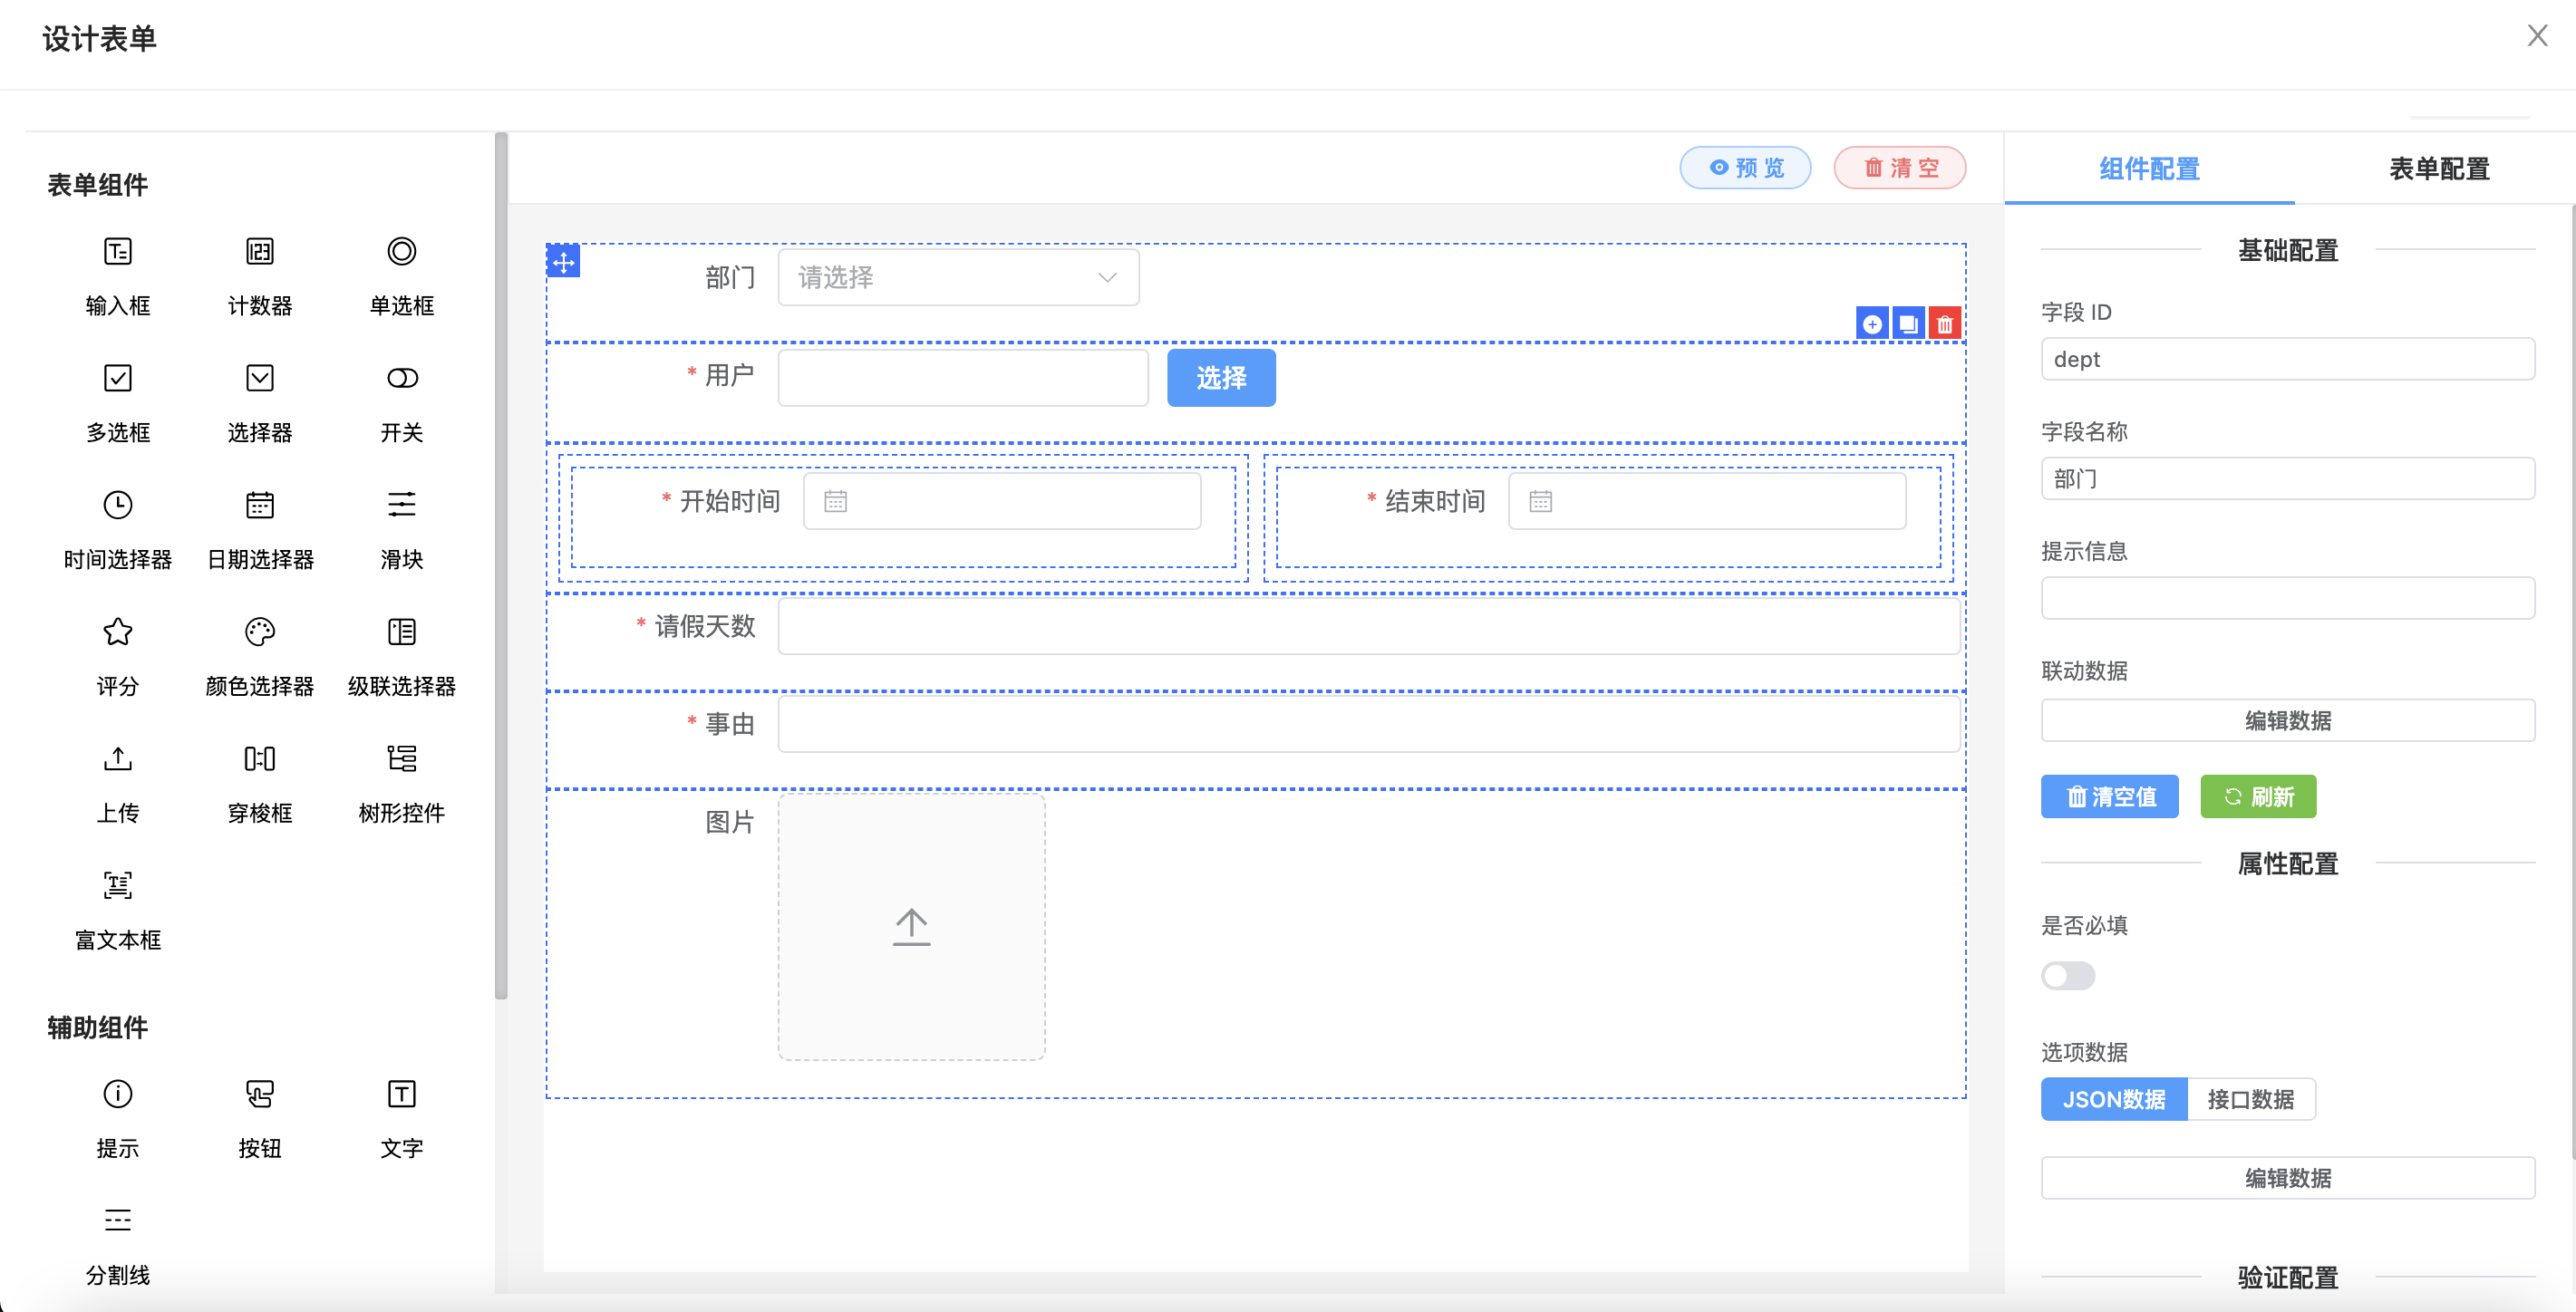 设计表单
表单组件
输入框 计数器 单选框
多选框 选择器 开关
时间选择器 日期选择器 滑块
评分 颜色选择器 级联选择器
上传 穿梭框 树形控件
富文本框
辅助组件
提示 按钮 文字
分割线
预览 清空
部门 请选择
* 用户 选择
* 开始时间 * 结束时间
* 请假天数
* 事由
图片
组件配置 表单配置
基础配置
字段 ID
dept
字段名称
部门
提示信息
联动数据
编辑数据
清空值 刷新
属性配置
是否必填
选项数据
JSON数据 接口数据
编辑数据
验证配置